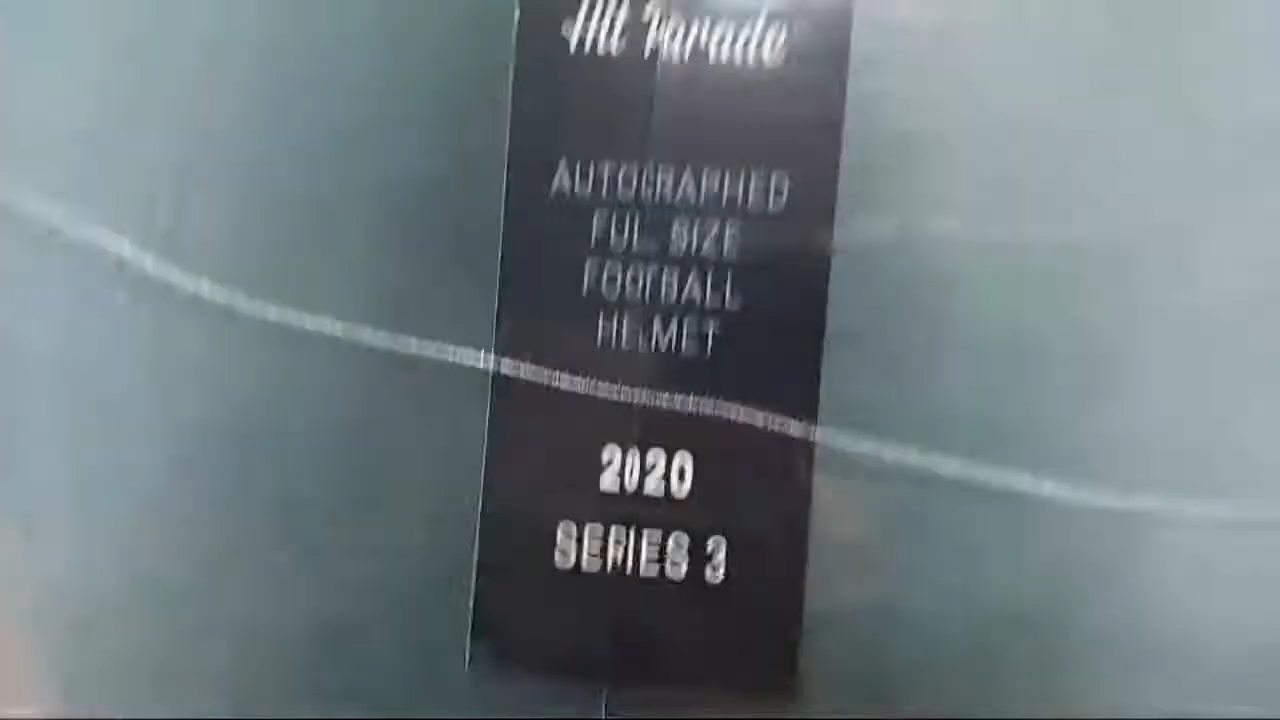 Hit Parade
AUTOGRAPHED
FULL SIZE
FOOTBALL
HELMET
2020
SERIES 3